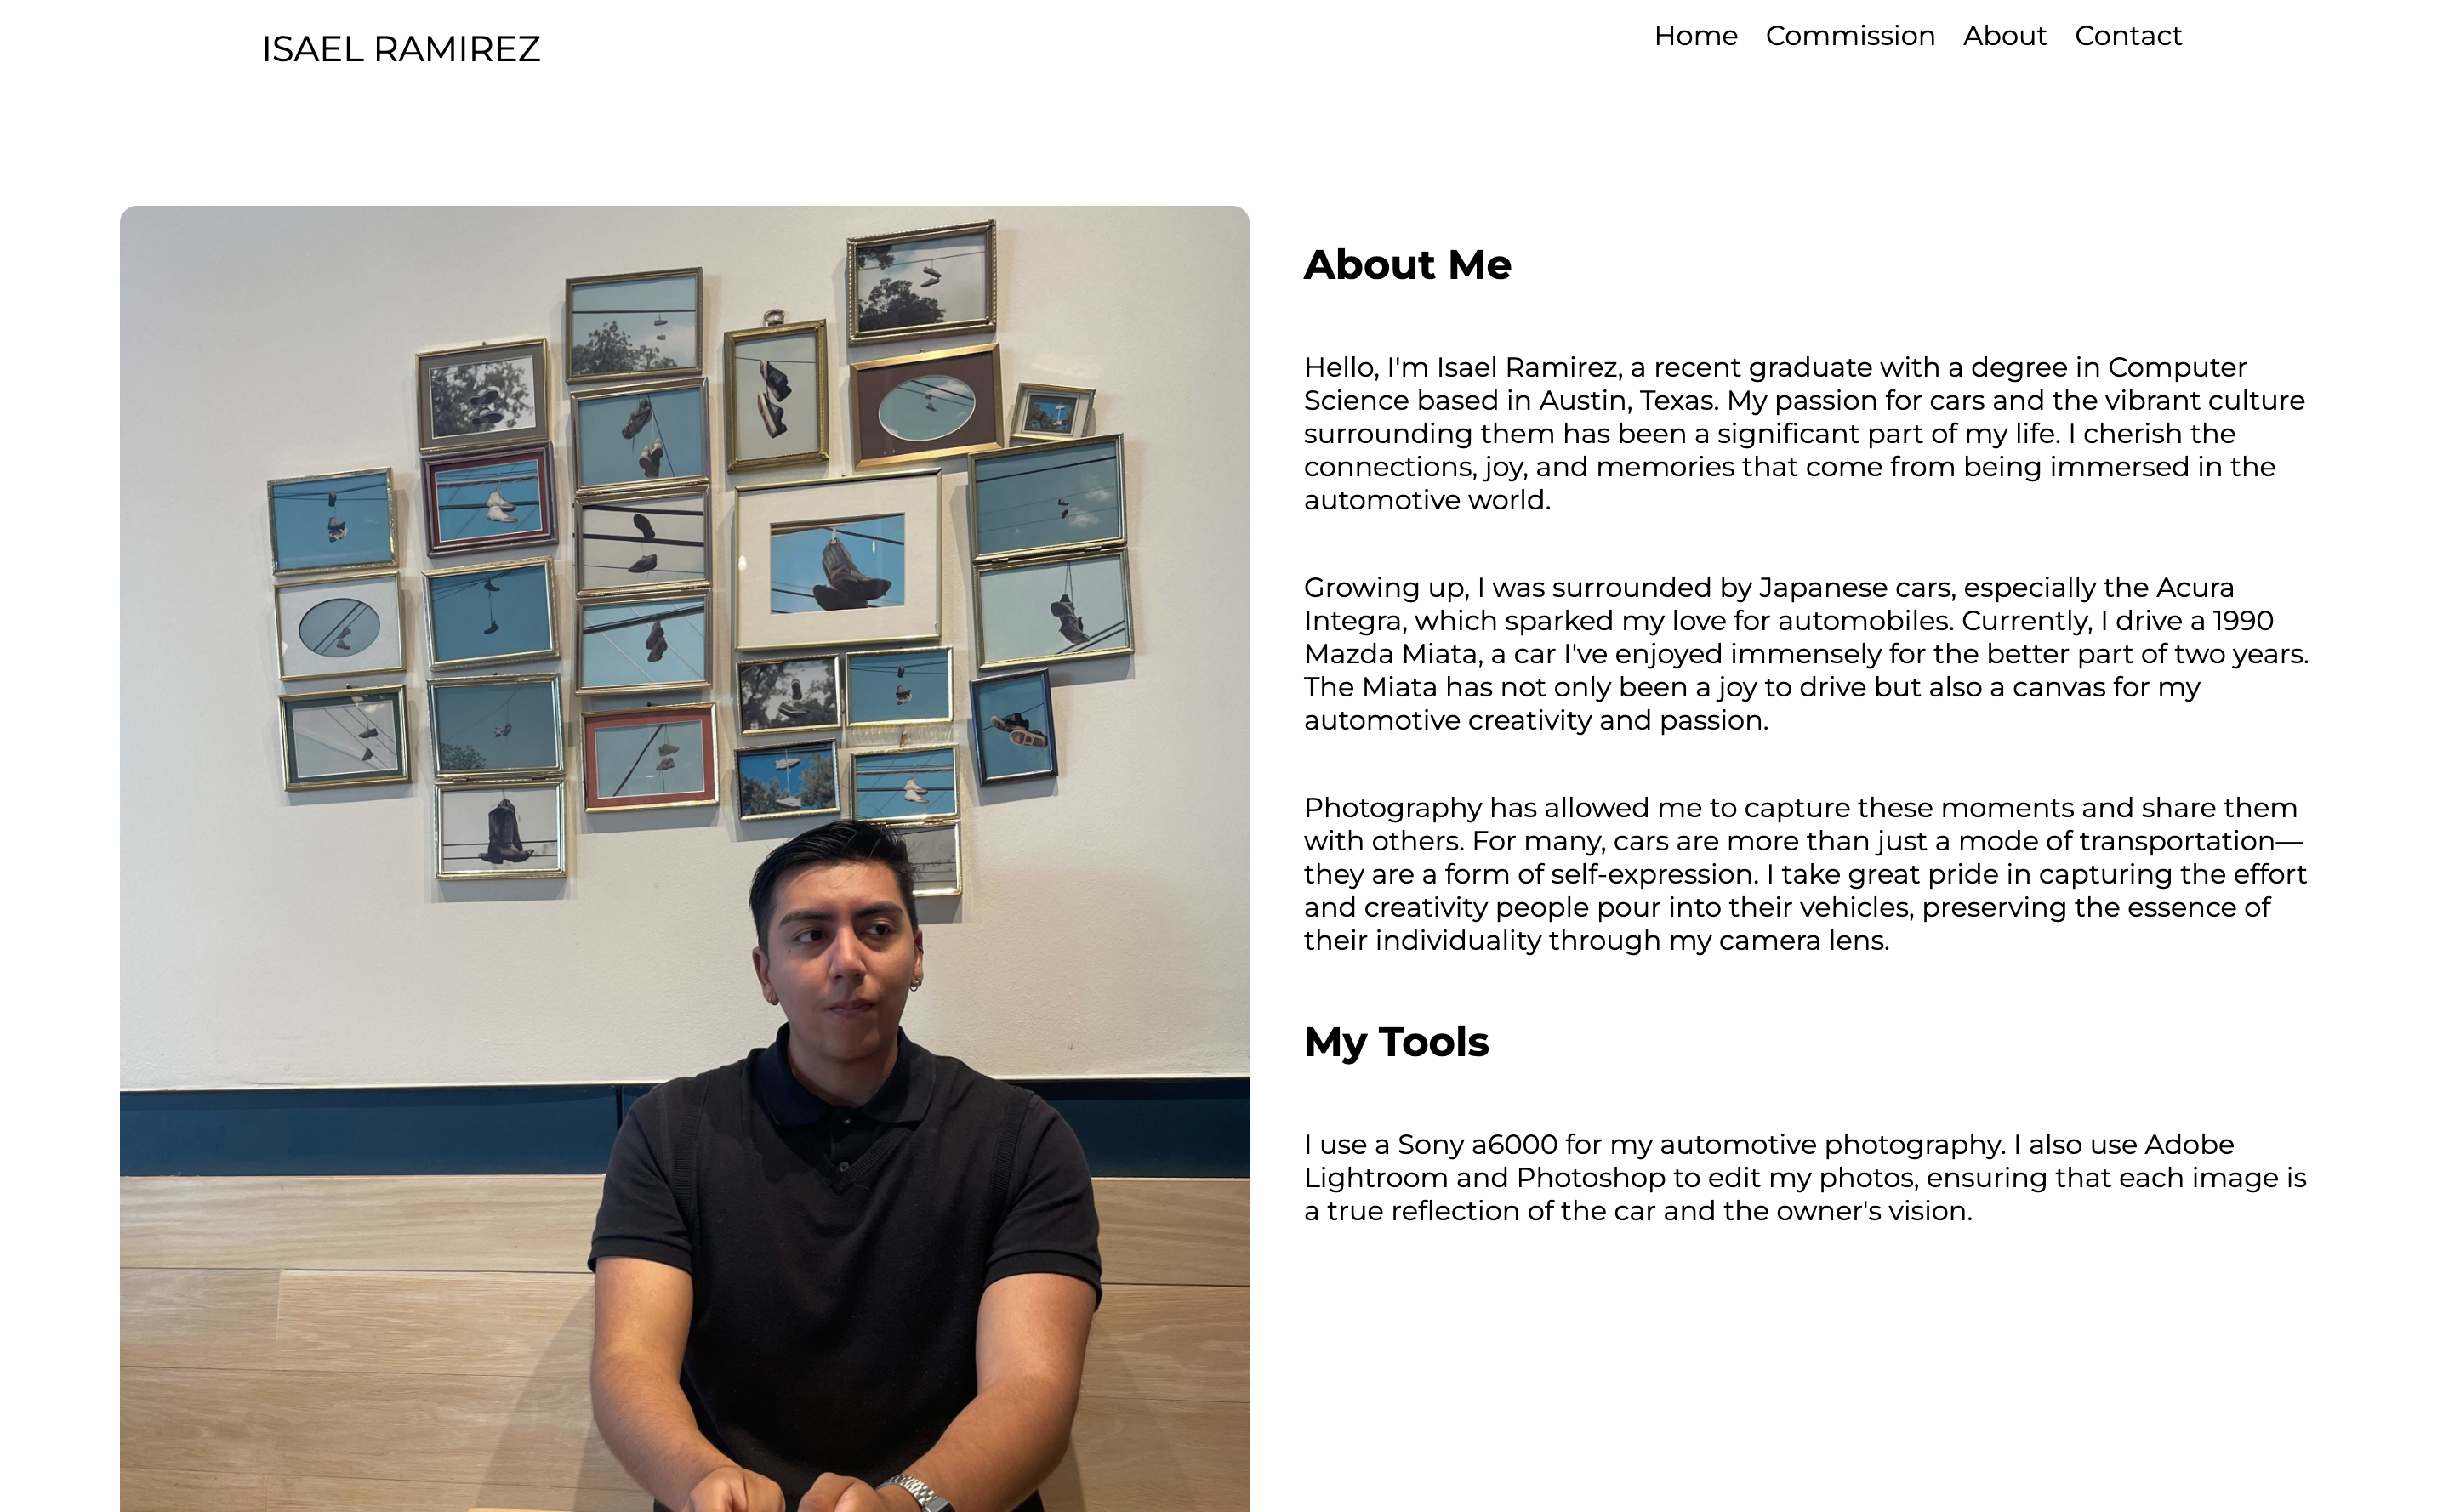 ISAEL RAMIREZ
Home Commission About Contact
About Me
Hello, I'm Isael Ramirez, a recent graduate with a degree in Computer
Science based in Austin, Texas. My passion for cars and the vibrant culture
surrounding them has been a significant part of my life. I cherish the
connections, joy, and memories that come from being immersed in the
automotive world.
Growing up, I was surrounded by Japanese cars, especially the Acura
Integra, which sparked my love for automobiles. Currently, I drive a 1990
Mazda Miata, a car I've enjoyed immensely for the better part of two years.
The Miata has not only been a joy to drive but also a canvas for my
automotive creativity and passion.
Photography has allowed me to capture these moments and share them
with others. For many, cars are more than just a mode of transportation—
they are a form of self-expression. I take great pride in capturing the effort
and creativity people pour into their vehicles, preserving the essence of
their individuality through my camera lens.
My Tools
I use a Sony a6000 for my automotive photography. I also use Adobe
Lightroom and Photoshop to edit my photos, ensuring that each image is
a true reflection of the car and the owner's vision.